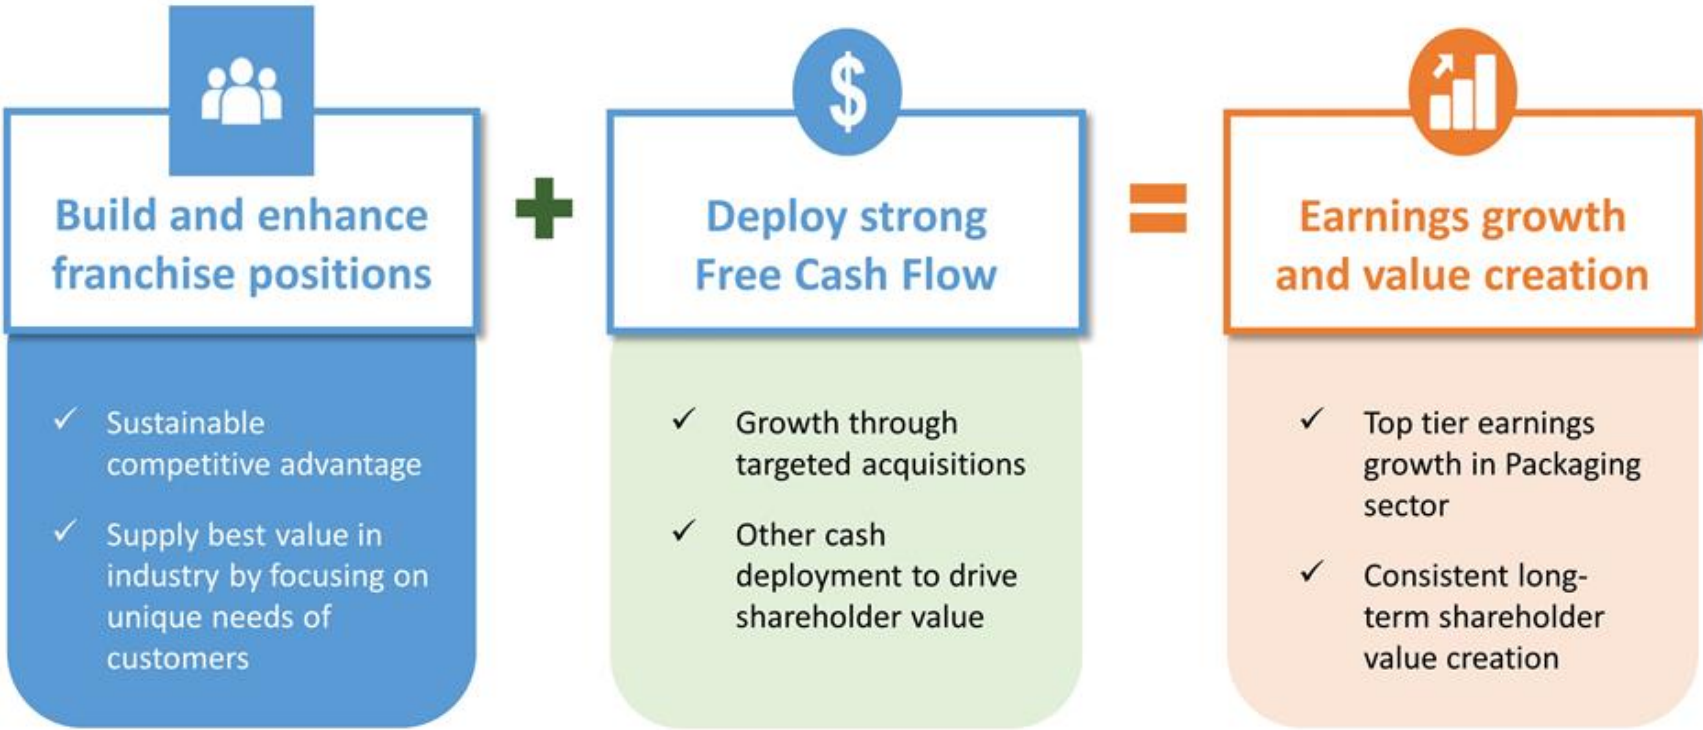 Build and enhance
franchise positions
✓ Sustainable
competitive advantage
✓ Supply best value in
industry by focusing on
unique needs of
customers
+
$
Deploy strong
Free Cash Flow
✓ Growth through
targeted acquisitions
✓ Other cash
deployment to drive
shareholder value
=
Earnings growth
and value creation
✓ Top tier earnings
growth in Packaging
sector
✓ Consistent long-
term shareholder
value creation